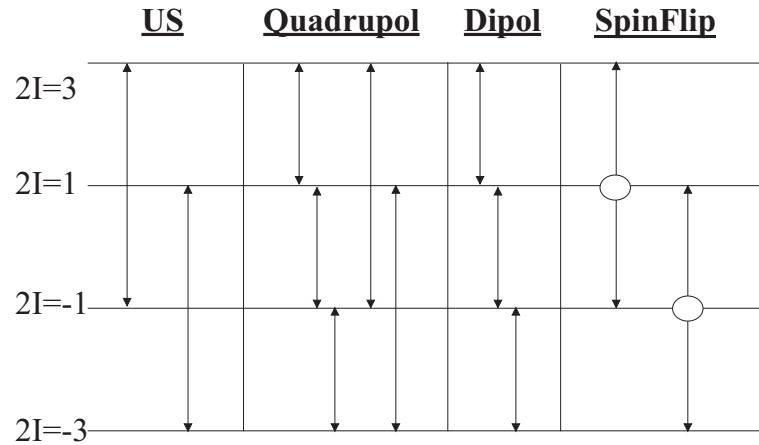 US Quadrupol Dipol SpinFlip
2I=3
2I=1
2I=-1
2I=-3